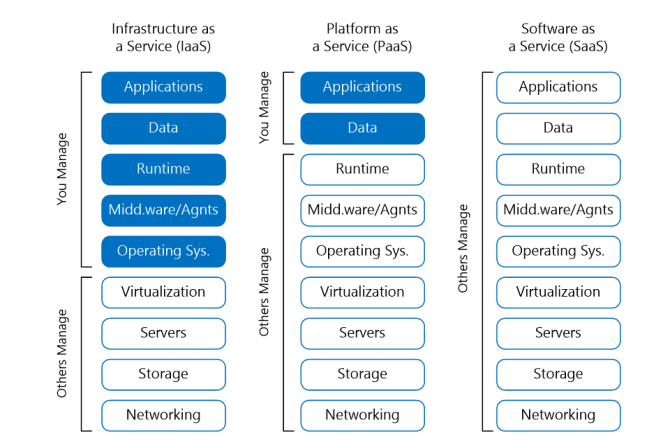 Infrastructure as
a Service (IaaS)
Platform as
a Service (PaaS)
Software as
a Service (SaaS)
You Manage
Applications
Data
Runtime
Midd.ware/Agnts
Operating Sys.
Others Manage
Virtualization
Servers
Storage
Networking
You Manage
Applications
Data
Others Manage
Runtime
Midd.ware/Agnts
Operating Sys.
Virtualization
Servers
Storage
Networking
Others Manage
Applications
Data
Runtime
Midd.ware/Agnts
Operating Sys.
Virtualization
Servers
Storage
Networking